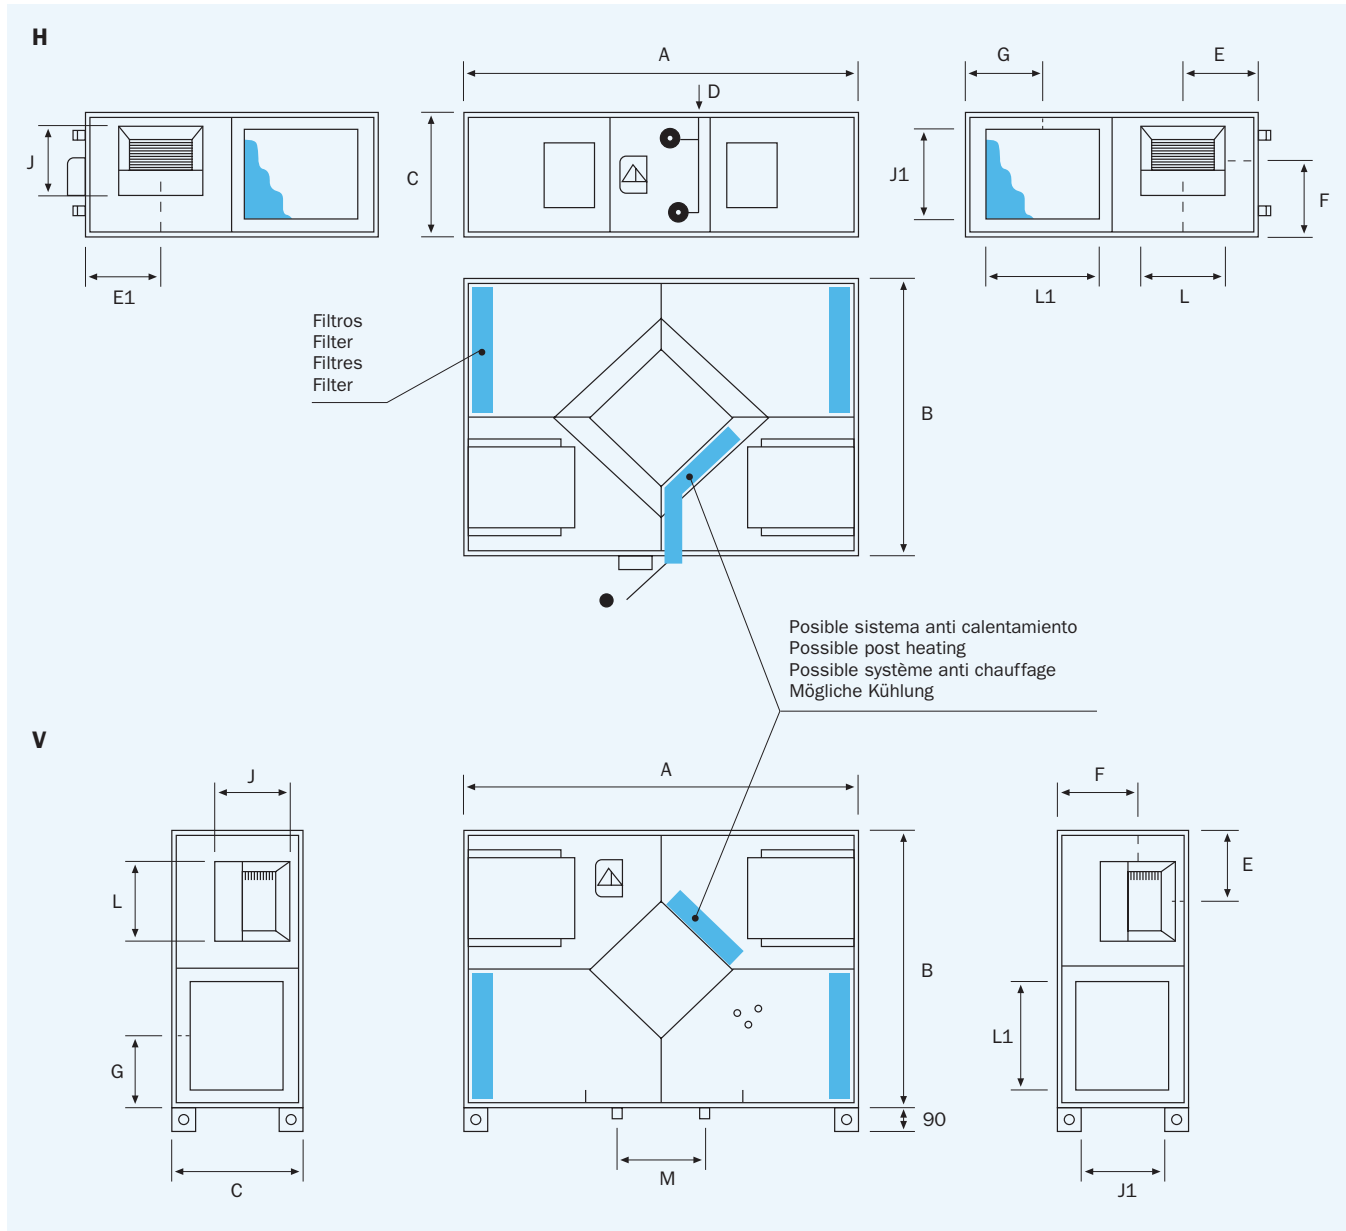 H
A
G
E
D
J
C
J1
F
E1
L1
L
Filtros
Filter
Filtres
Filter
B
Posible sistema anti calentamiento
Possible post heating
Possible système anti chauffage
Mögliche Kühlung
V
J
A
F
E
L
B
L1
G
90
M
C
J1